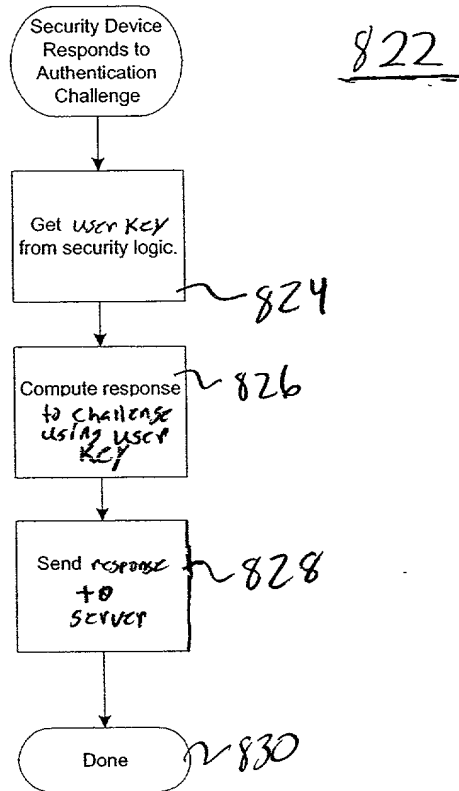 Security Device
Responds to
Authentication
Challenge
822
Get user key
from security logic.
824
Compute response
to challenge
using user
key
826
Send response
to
server
828
Done
830